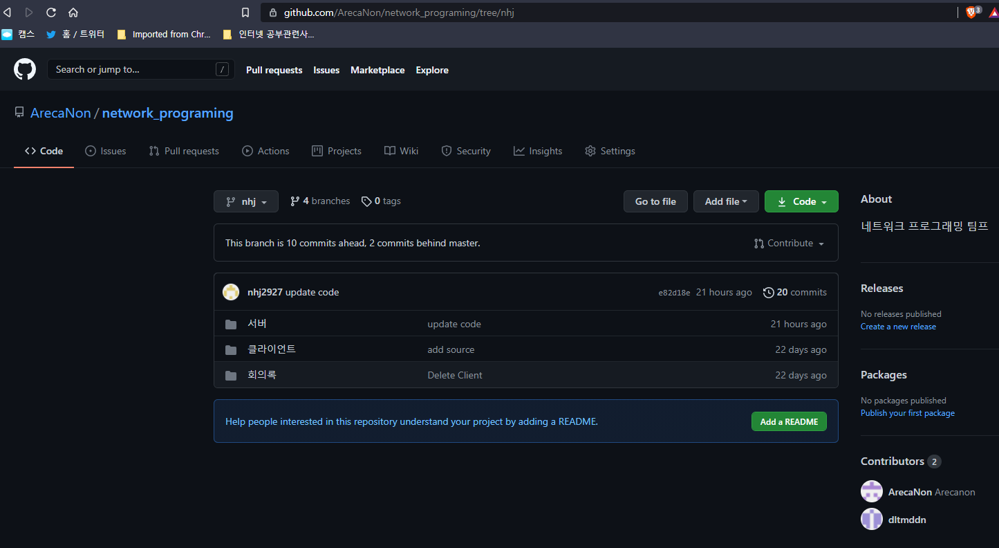 github.com/ArecaNon/network_programing/tree/nhj
3
캠스
홈 / 트위터
Imported from Chr...
인터넷 공부관련사...
Search or jump to...
/
Pull requests
Issues
Marketplace
Explore
ArecaNon / network_programing
Code
Issues
Pull requests
Actions
Projects
Wiki
Security
Insights
Settings
nhj
4 branches
0 tags
Go to file
Add file
Code
This branch is 10 commits ahead, 2 commits behind master.
Contribute
nhj2927 update code
e82d18e 21 hours ago
20 commits
서버
update code
21 hours ago
클라이언트
add source
22 days ago
회의록
Delete Client
22 days ago
Help people interested in this repository understand your project by adding a README.
Add a README
About
네트워크 프로그래밍 팀프
Releases
No releases published
Create a new release
Packages
No packages published
Publish your first package
Contributors 2
ArecaNon Arecanon
dltmddn